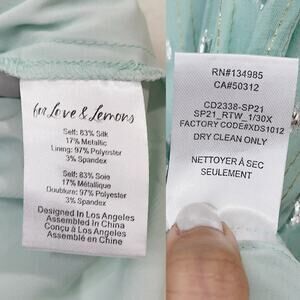 for Love & Lemons
Self: 83% Silk
17% Metallic
Lining: 97% Polyester
3% Spandex
Self: 83% Soie
17% Métallique
Doublure: 97% Polyester
3% Spandex
Designed In Los Angeles
Assembled In China
Conçu à Los Angeles
Assemblé en Chine
RN#134985
CA#50312
CD2338-SP21
SP21_RTW_1/30X
FACTORY CODE#XDS1012
DRY CLEAN ONLY
NETTOYER À SEC
SEULEMENT